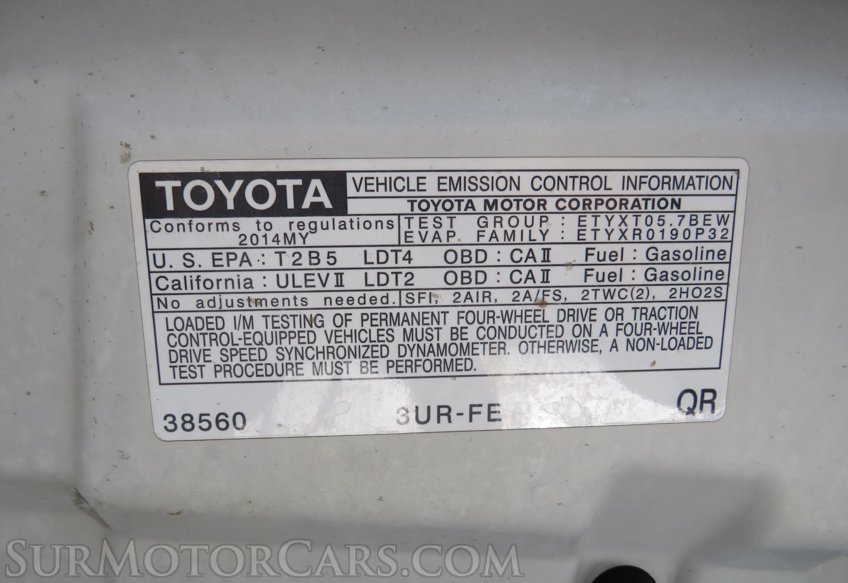 TOYOTA VEHICLE EMISSION CONTROL INFORMATION
TOYOTA MOTOR CORPORATION
Conforms to regulations
2014MY
TEST GROUP : ETYXT05.7BEW
EVAP FAMILY : ETYXR0190P32
U. S. EPA : T2B5 LDT4 OBD : CAⅡ Fuel : Gasoline
California : ULEVⅡ LDT2 OBD : CAⅡ Fuel : Gasoline
No adjustments needed. SFI, 2AIR, 2A/FS, 2TWC(2), 2HO2S
LOADED I/M TESTING OF PERMANENT FOUR-WHEEL DRIVE OR TRACTION
CONTROL-EQUIPPED VEHICLES MUST BE CONDUCTED ON A FOUR-WHEEL
DRIVE SPEED SYNCHRONIZED DYNAMOMETER. OTHERWISE, A NON-LOADED
TEST PROCEDURE MUST BE PERFORMED.
38560 3UR-FE QR
SurMotorCars.com